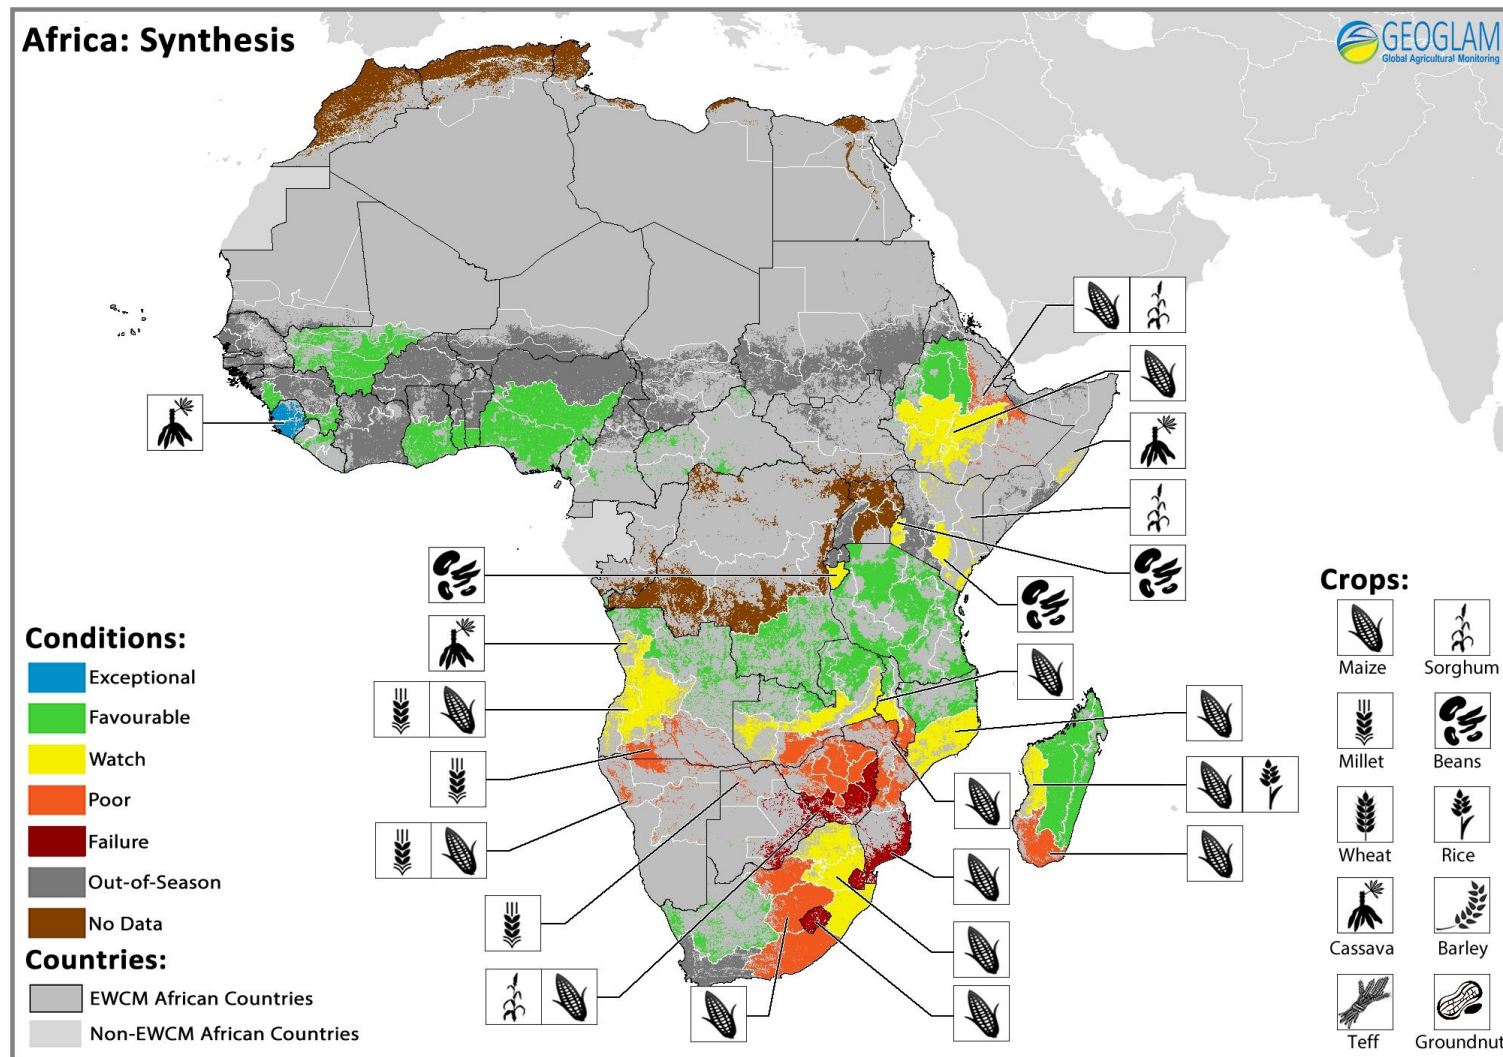 Africa: Synthesis
GEOGLAM
Global Agricultural Monitoring
Conditions:
Exceptional
Favourable
Watch
Poor
Failure
Out-of-Season
No Data
Countries:
EWCM African Countries
Non-EWCM African Countries
Crops:
Maize
Sorghum
Millet
Beans
Wheat
Rice
Cassava
Barley
Teff
Groundnut